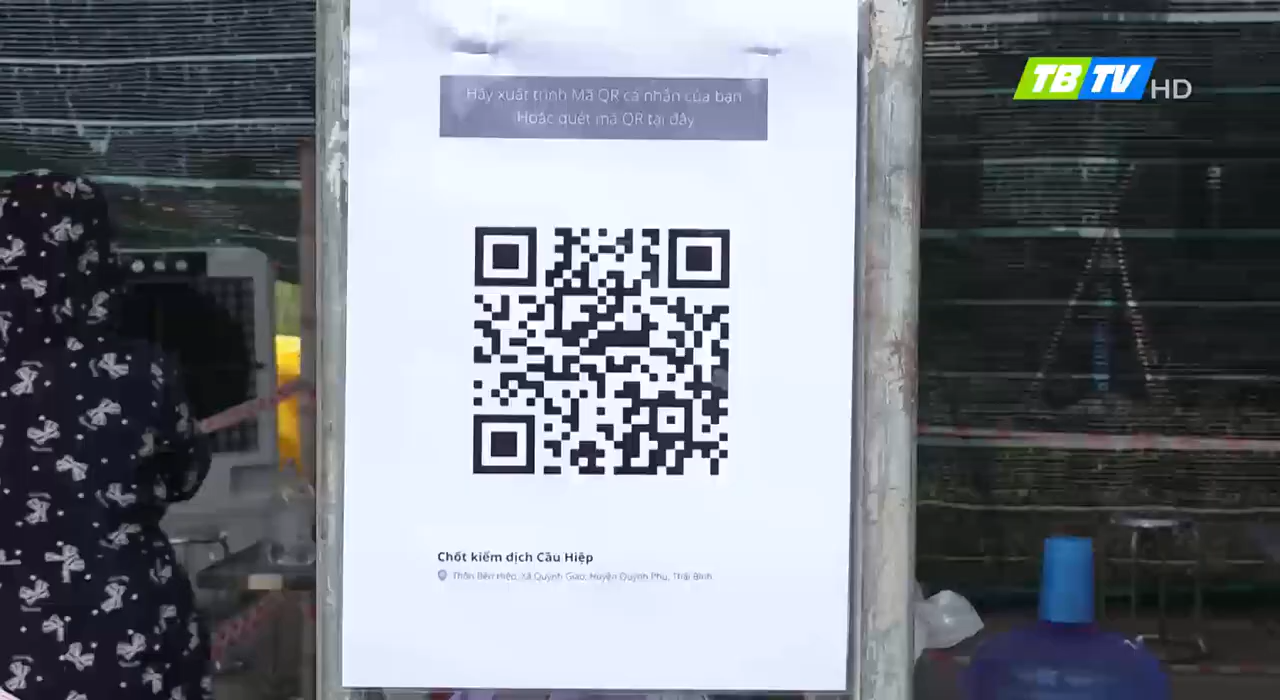 TBTV HD
Hãy xuất trình Mã QR cá nhân của bạn
Hoặc quét mã QR tại đây
Chốt kiểm dịch Cầu Hiệp
Thôn Bến Hiệp, Xã Quỳnh Giao, Huyện Quỳnh Phụ, Thái Bình